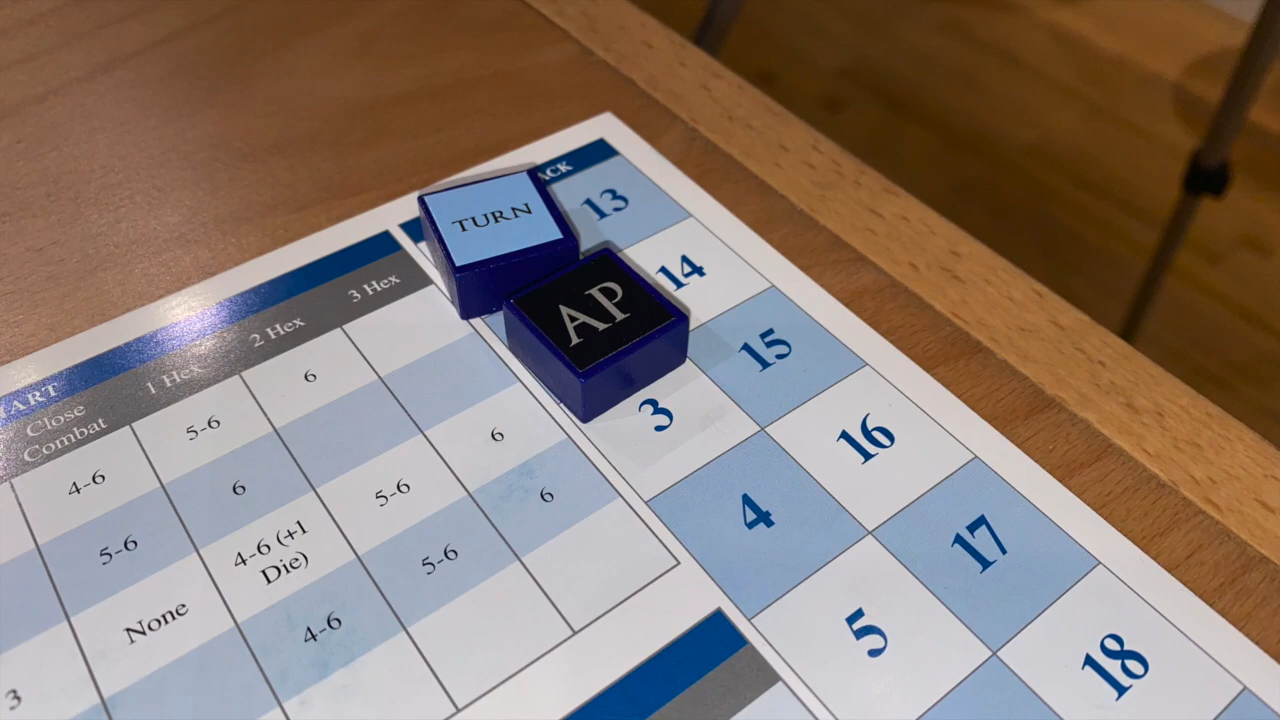 TURN
AP
ACK
13
14
15
3
16
4
17
5
18
ART
Close
Combat
1 Hex
2 Hex
3 Hex
4-6
5-6
6
5-6
6
5-6
6
None
4-6 (+1
Die)
5-6
6
3
4-6